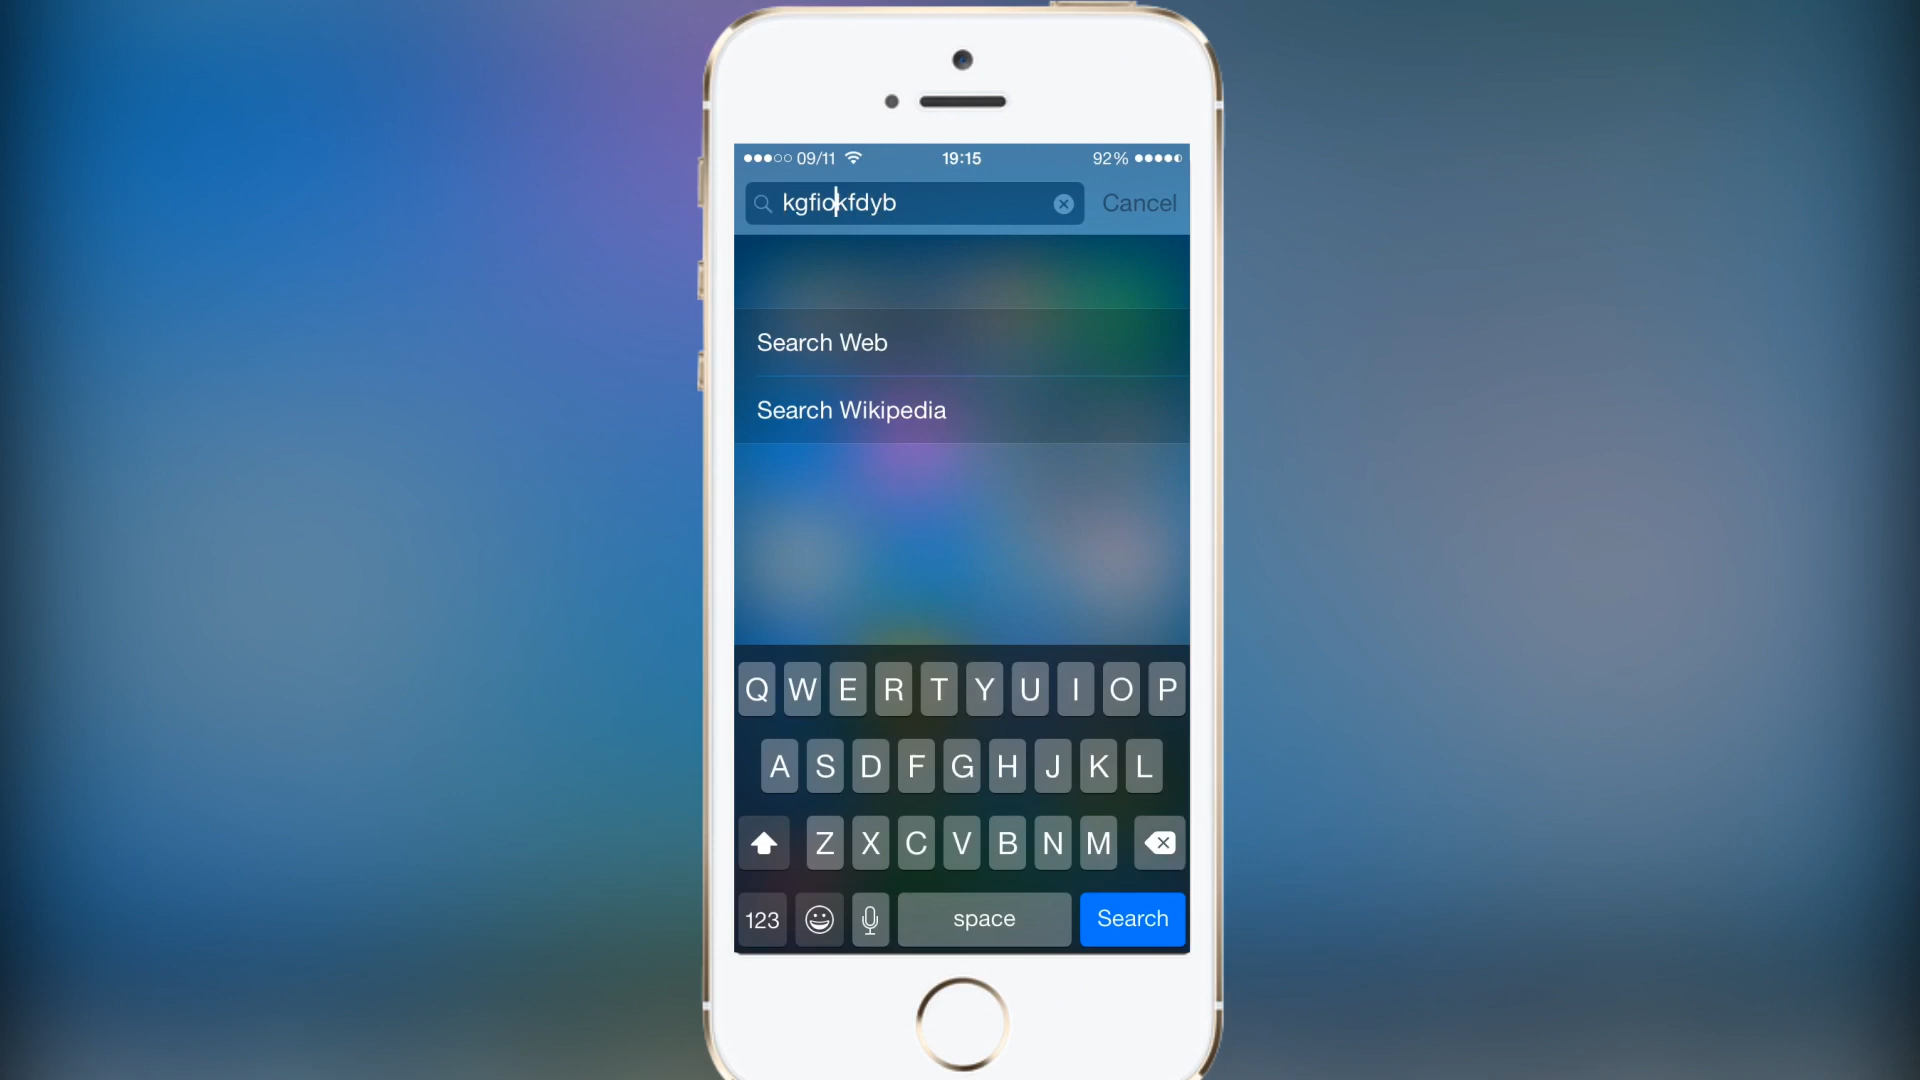 09/11 19:15 92%
kgfiokfdyb Cancel
Search Web
Search Wikipedia
Q W E R T Y U I O P
A S D F G H J K L
Z X C V B N M
123 space Search